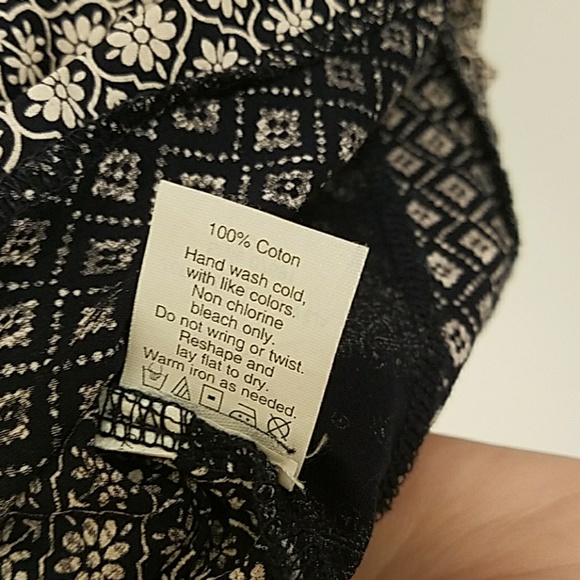 100% Coton
Hand wash cold,
with like colors.
Non chlorine
bleach only.
Do not wring or twist.
Reshape and
lay flat to dry.
Warm iron as needed.